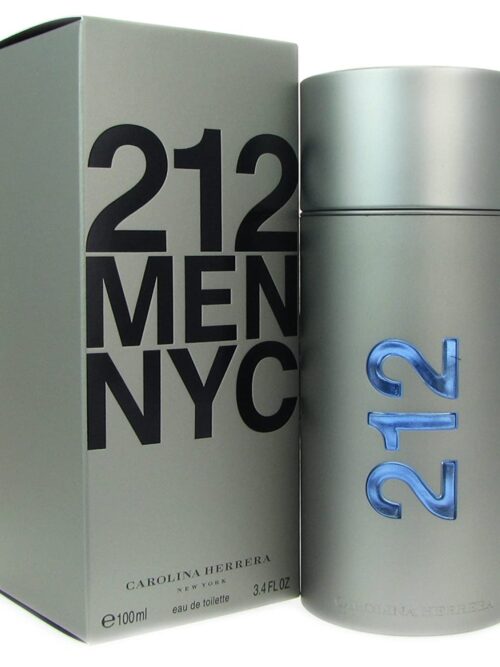 212
MEN
NYC
CAROLINA HERRERA
NEW YORK
℮100ml eau de toilette 3.4 FL OZ
212
CAROLINA HERRERA